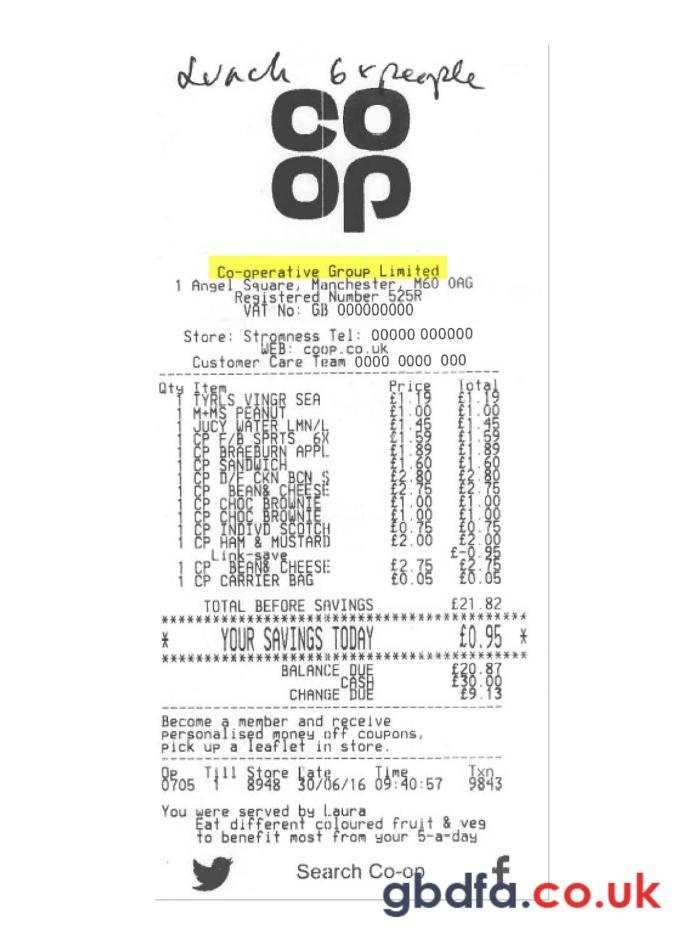 Lunch 6 x people
co
op
Co-operative Group Limited
1 Angel Square, Manchester, M60 0AG
Registered Number 525R
VAT No: GB 000000000
Store: Stromness Tel: 00000 000000
WEB: coop.co.uk
Customer Care Team 0000 0000 000
Qty Item Price Total
1 TYRLS VINGR SEA £1.19 £1.19
1 M+MS PEANUT £1.00 £1.00
1 JUCY WATER LMN/L £1.45 £1.45
1 CP F/B SPRTS 6X £1.59 £1.59
1 CP BRAEBURN APPL £1.89 £1.89
1 CP SANDWICH £1.60 £1.60
1 CP D/F CKN BCN S £2.80 £2.80
1 CP BEAN& CHEESE £2.75 £2.75
1 CP CHOC BROWNIE £1.00 £1.00
1 CP CHOC BROWNIE £1.00 £1.00
1 CP INDIVD SCOTCH £0.75 £0.75
1 CP HAM & MUSTARD £2.00 £2.00
Link-save £-0.95
1 CP BEAN& CHEESE £2.75 £2.75
1 CP CARRIER BAG £0.05 £0.05
TOTAL BEFORE SAVINGS £21.82
* YOUR SAVINGS TODAY £0.95 *
BALANCE DUE £20.87
CASH £30.00
CHANGE DUE £9.13
Become a member and receive
personalised money off coupons,
pick up a leaflet in store.
Op Till Store Date Time Txn
0705 1 8948 30/06/16 09:40:57 9843
You were served by Laura
Eat different coloured fruit & veg
to benefit most from your 5-a-day
Search Co-op
gbdfa.co.uk